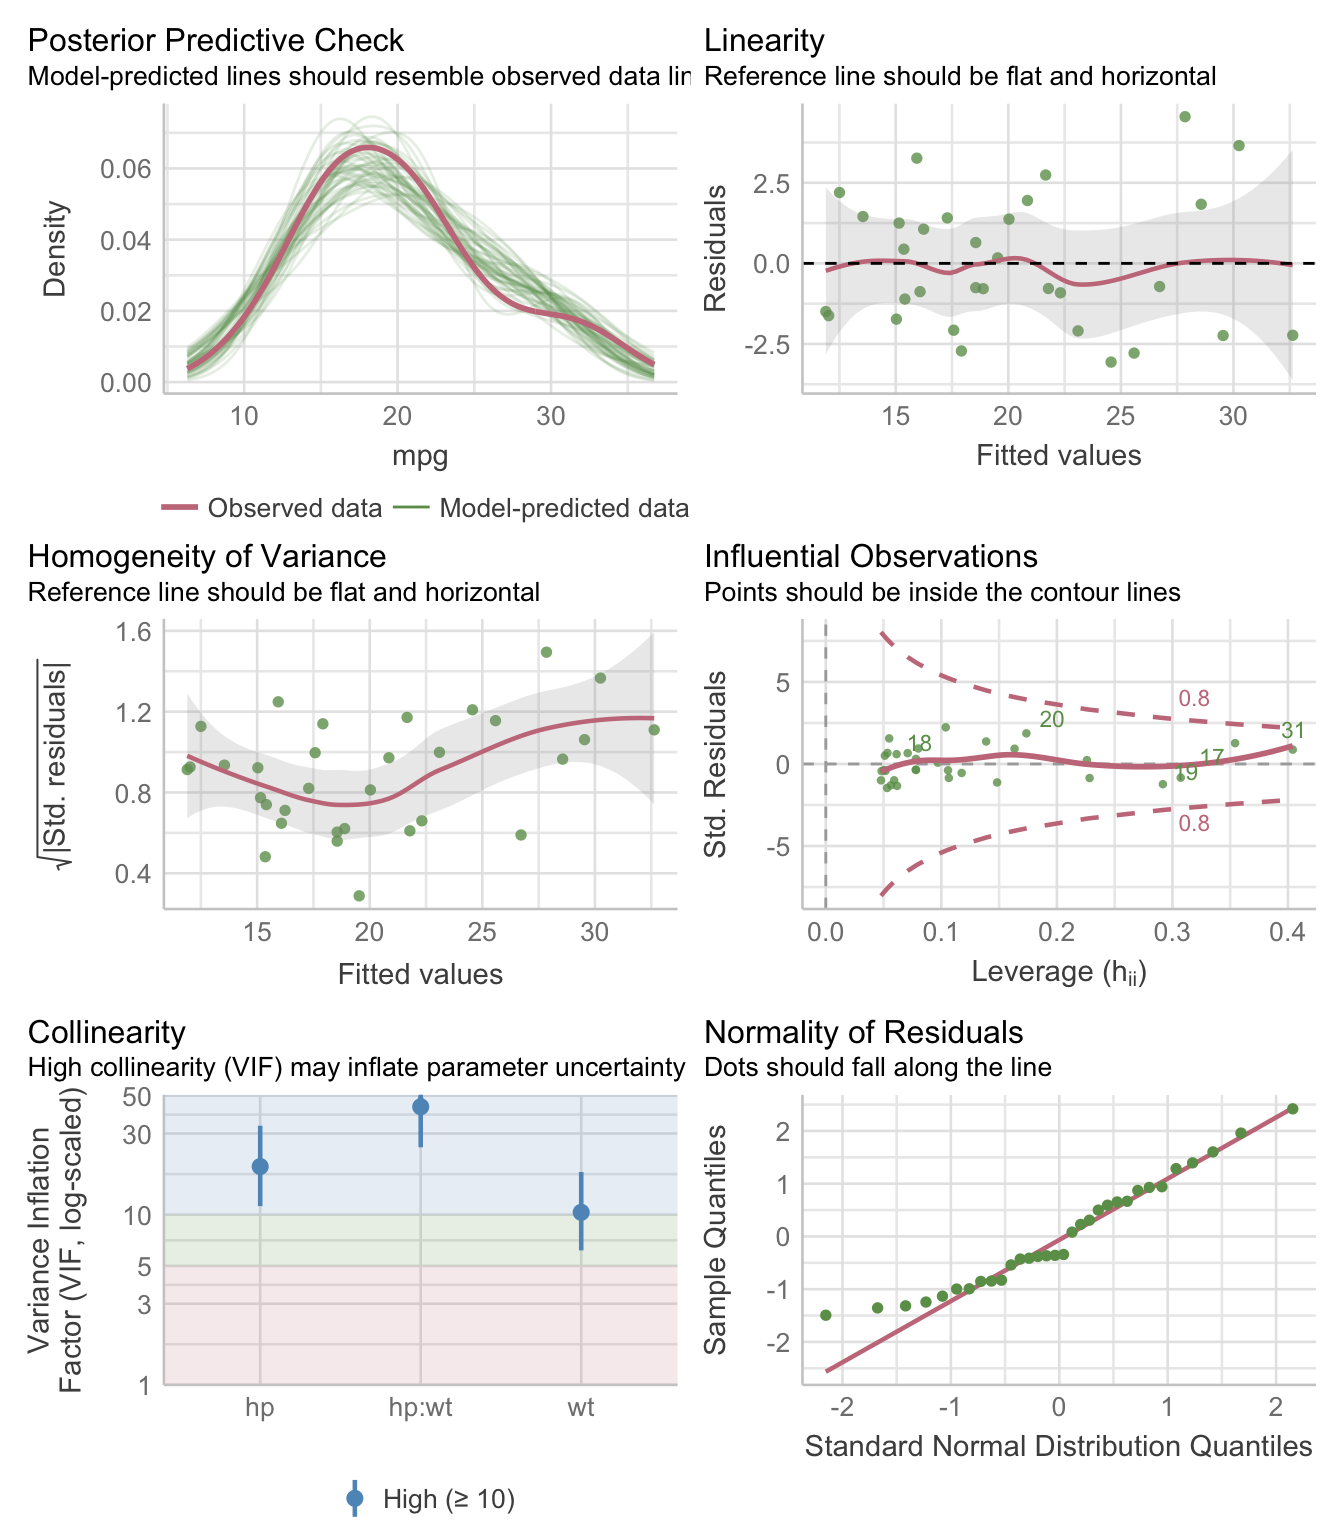 Posterior Predictive Check
Model-predicted lines should resemble observed data lin
Density
0.06
0.04
0.02
0.00
10 20 30
mpg
Observed data Model-predicted data
Linearity
Reference line should be flat and horizontal
Residuals
2.5
0.0
-2.5
15 20 25 30
Fitted values
Homogeneity of Variance
Reference line should be flat and horizontal
√|Std. residuals|
1.6
1.2
0.8
0.4
15 20 25 30
Fitted values
Influential Observations
Points should be inside the contour lines
Std. Residuals
5
0
-5
0.8
20
31
18
17
19
0.8
0.0 0.1 0.2 0.3 0.4
Leverage (hii)
Collinearity
High collinearity (VIF) may inflate parameter uncertainty
Variance Inflation
Factor (VIF, log-scaled)
50
30
10
5
3
1
hp hp:wt wt
High (≥ 10)
Normality of Residuals
Dots should fall along the line
Sample Quantiles
2
1
0
-1
-2
-2 -1 0 1 2
Standard Normal Distribution Quantiles